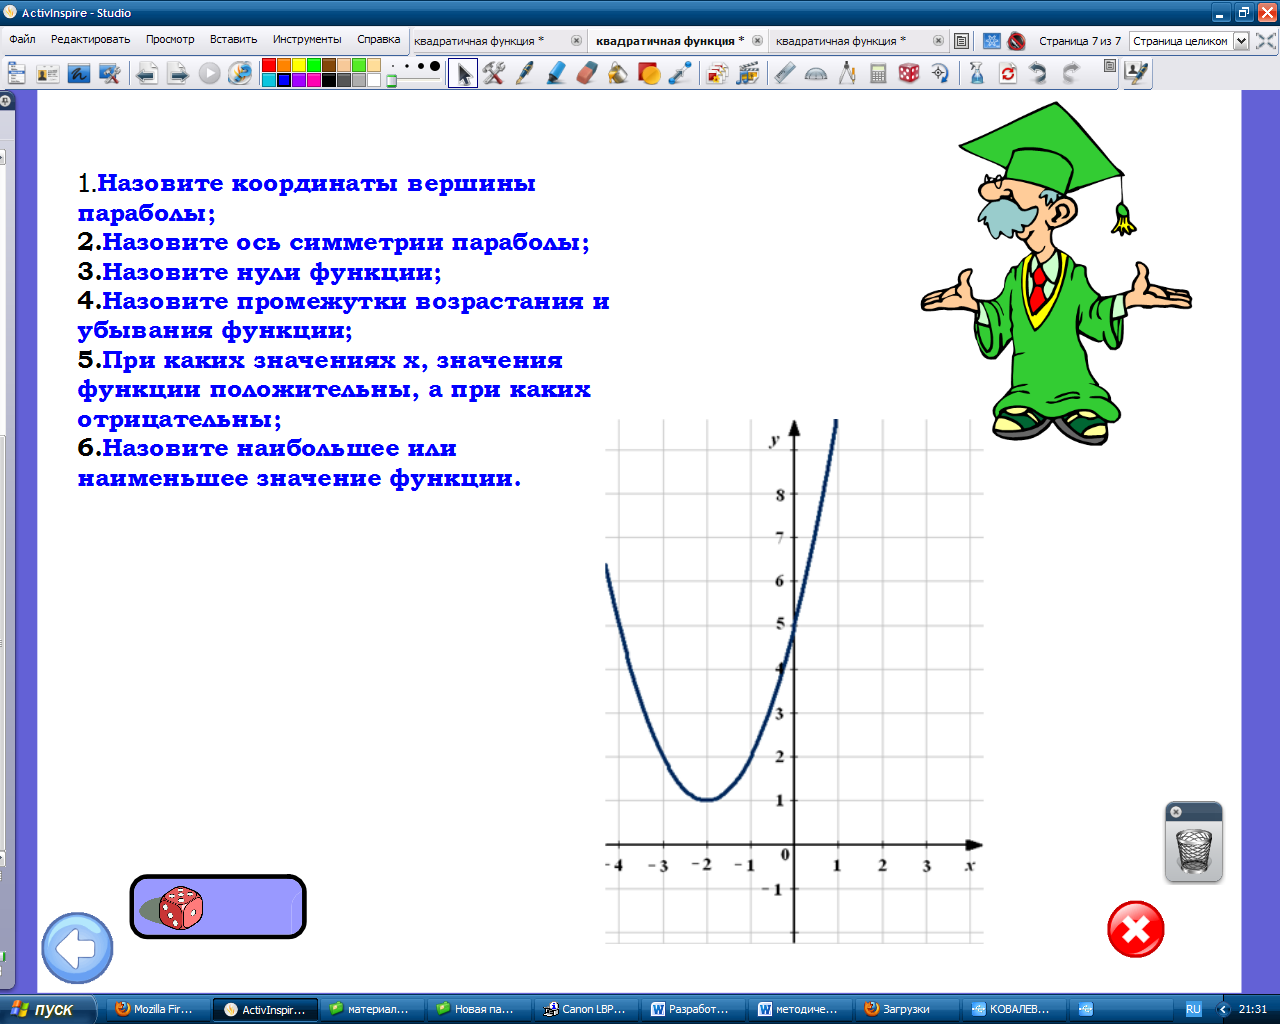 ActivInspire - Studio
Файл Редактировать Просмотр Вставить Инструменты Справка
квадратичная функция * квадратичная функция * квадратичная функция *
Страница 7 из 7 Страница целиком
1.Назовите координаты вершины
параболы;
2.Назовите ось симметрии параболы;
3.Назовите нули функции;
4.Назовите промежутки возрастания и
убывания функции;
5.При каких значениях х, значения
функции положительны, а при каких
отрицательны;
6.Назовите наибольшее или
наименьшее значение функции.
y
8
7
6
5
4
3
2
1
0
-4 -3 -2 -1 1 2 3 x
-1
пуск Mozilla Fir... ActivInspir... материал... Новая па... Canon LBP... Разработ... методиче... Загрузки КОВАЛЕВ... RU 21:31